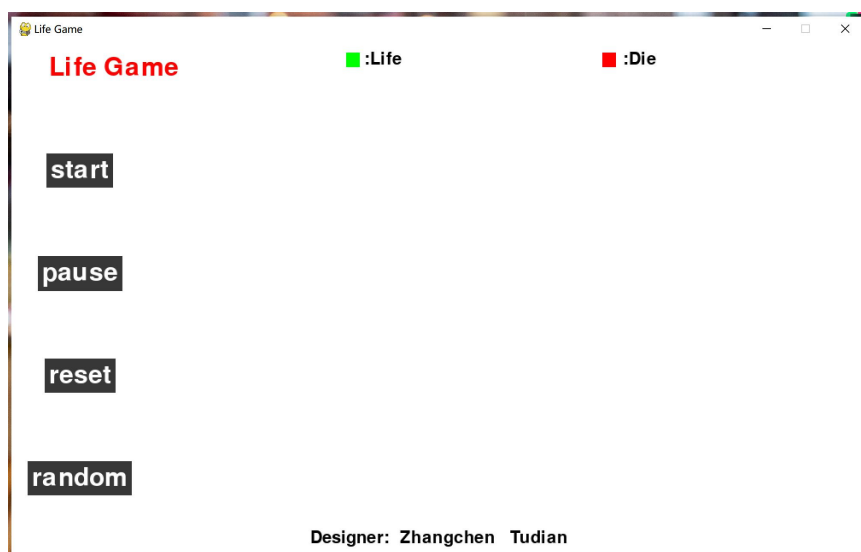 Life Game
Life Game :Life :Die
start
pause
reset
random
Designer: Zhangchen Tudian